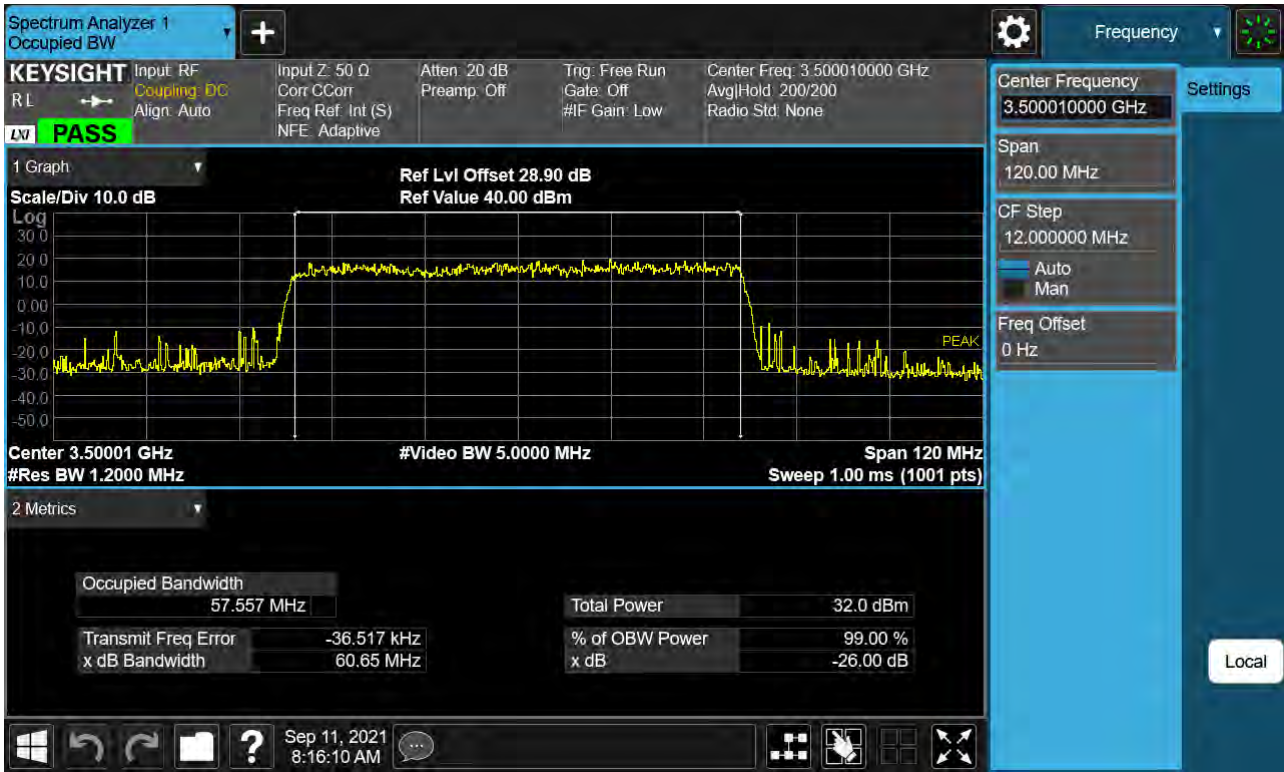 Spectrum Analyzer 1
Occupied BW
+
Frequency
KEYSIGHT
RL
LXI PASS
Input: RF
Coupling: DC
Align: Auto
Input Z: 50 Ω
Corr CCorr
Freq Ref: Int (S)
NFE: Adaptive
Atten: 20 dB
Preamp: Off
Trig: Free Run
Gate: Off
#IF Gain: Low
Center Freq: 3.500010000 GHz
Avg|Hold: 200/200
Radio Std: None
Center Frequency
3.500010000 GHz
Settings
Span
120.00 MHz
CF Step
12.000000 MHz
Auto
Man
Freq Offset
0 Hz
Local
1 Graph
Ref Lvl Offset 28.90 dB
Scale/Div 10.0 dB
Ref Value 40.00 dBm
Log
30.0
20.0
10.0
0.00
-10.0
PEAK
-20.0
-30.0
-40.0
-50.0
Center 3.50001 GHz
#Video BW 5.0000 MHz
Span 120 MHz
#Res BW 1.2000 MHz
Sweep 1.00 ms (1001 pts)
2 Metrics
Occupied Bandwidth
57.557 MHz
Total Power 32.0 dBm
Transmit Freq Error -36.517 kHz
% of OBW Power 99.00 %
x dB Bandwidth 60.65 MHz
x dB -26.00 dB
?
Sep 11, 2021
8:16:10 AM